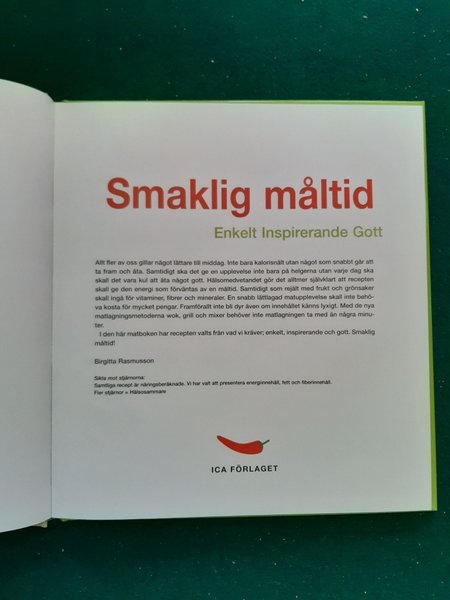 Smaklig måltid
Enkelt Inspirerande Gott
Allt fler av oss gillar något lättare till middag. Inte bara kalorisnålt utan något som snabbt går att
ta fram och äta. Samtidigt ska det ge en upplevelse inte bara på helgerna utan varje dag ska
skall det vara kul att äta något gott. Hälsomedvetandet gör det alltmer självklart att recepten
skall ge den energi som förväntas av en måltid. Samtidigt som rejält med frukt och grönsaker
skall ingå för vitaminer, fibrer och mineraler. En snabb lättlagad matupplevelse skall inte behö-
va kosta för mycket pengar. Framförallt inte bli dyr även om innehållet känns lyxigt. Med de nya
matlagningsmetoderna wok, grill och mixer behöver inte matlagningen ta med än några minu-
ter.
I den här matboken har recepten valts från vad vi kräver; enkelt, inspirerande och gott. Smaklig
måltid!
Birgitta Rasmusson
Sikta mot stjärnorna:
Samtliga recept är näringsberäknade. Vi har valt att presentera energiinnehåll, fett och fiberinnehåll.
Fler stjärnor = Hälsosammare
ICA FÖRLAGET